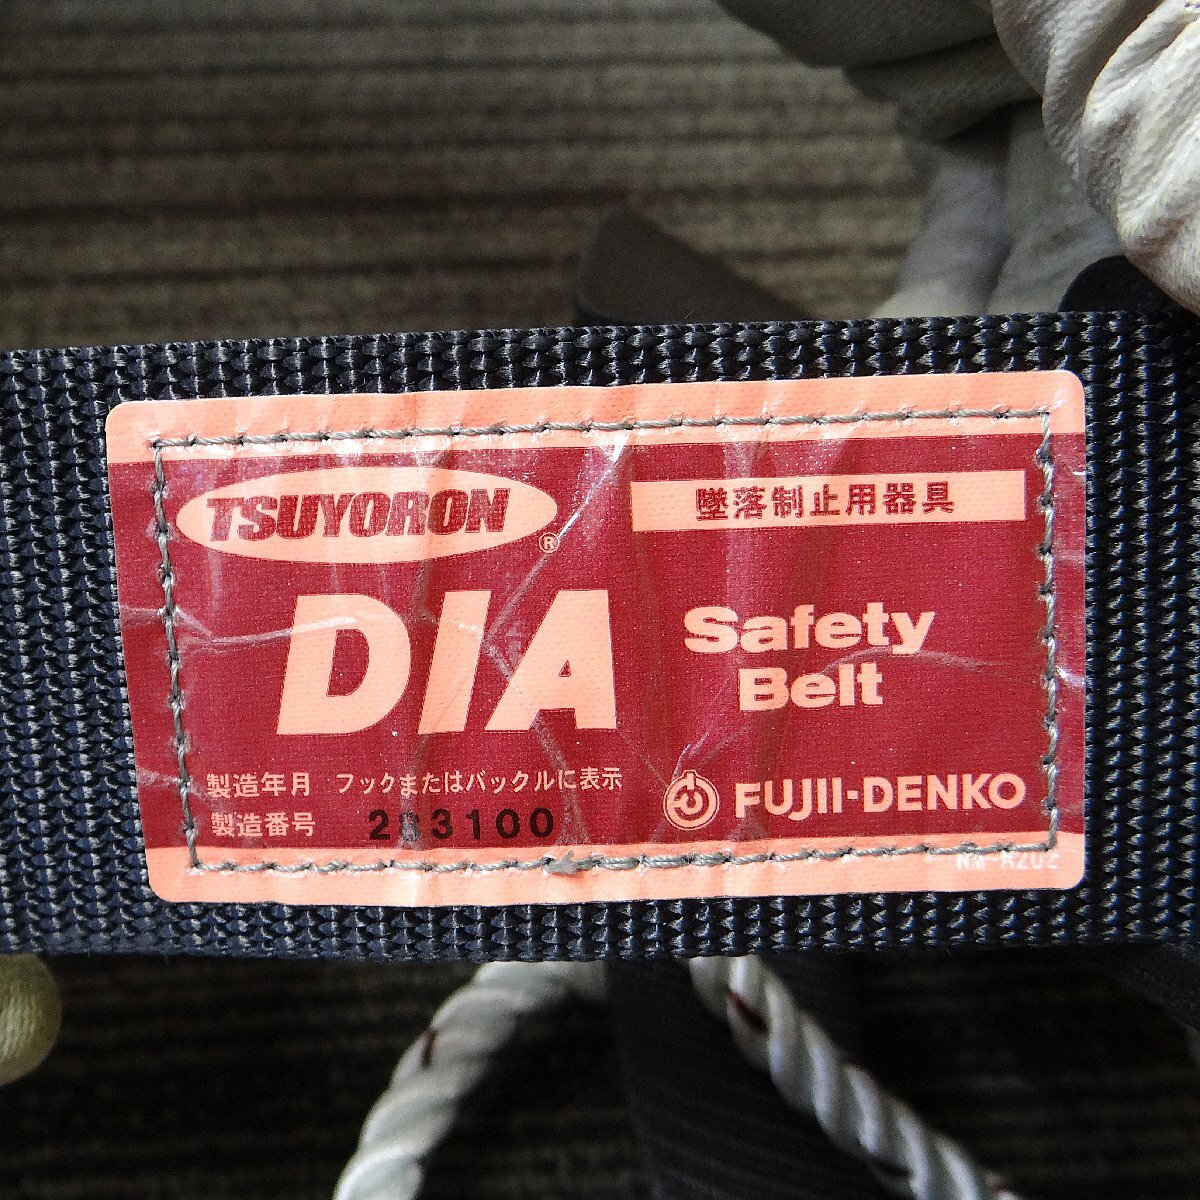 TSUYORON®
墜落制止用器具
DIA
Safety
Belt
製造年月 フックまたはバックルに表示
製造番号 283100
FUJII-DENKO